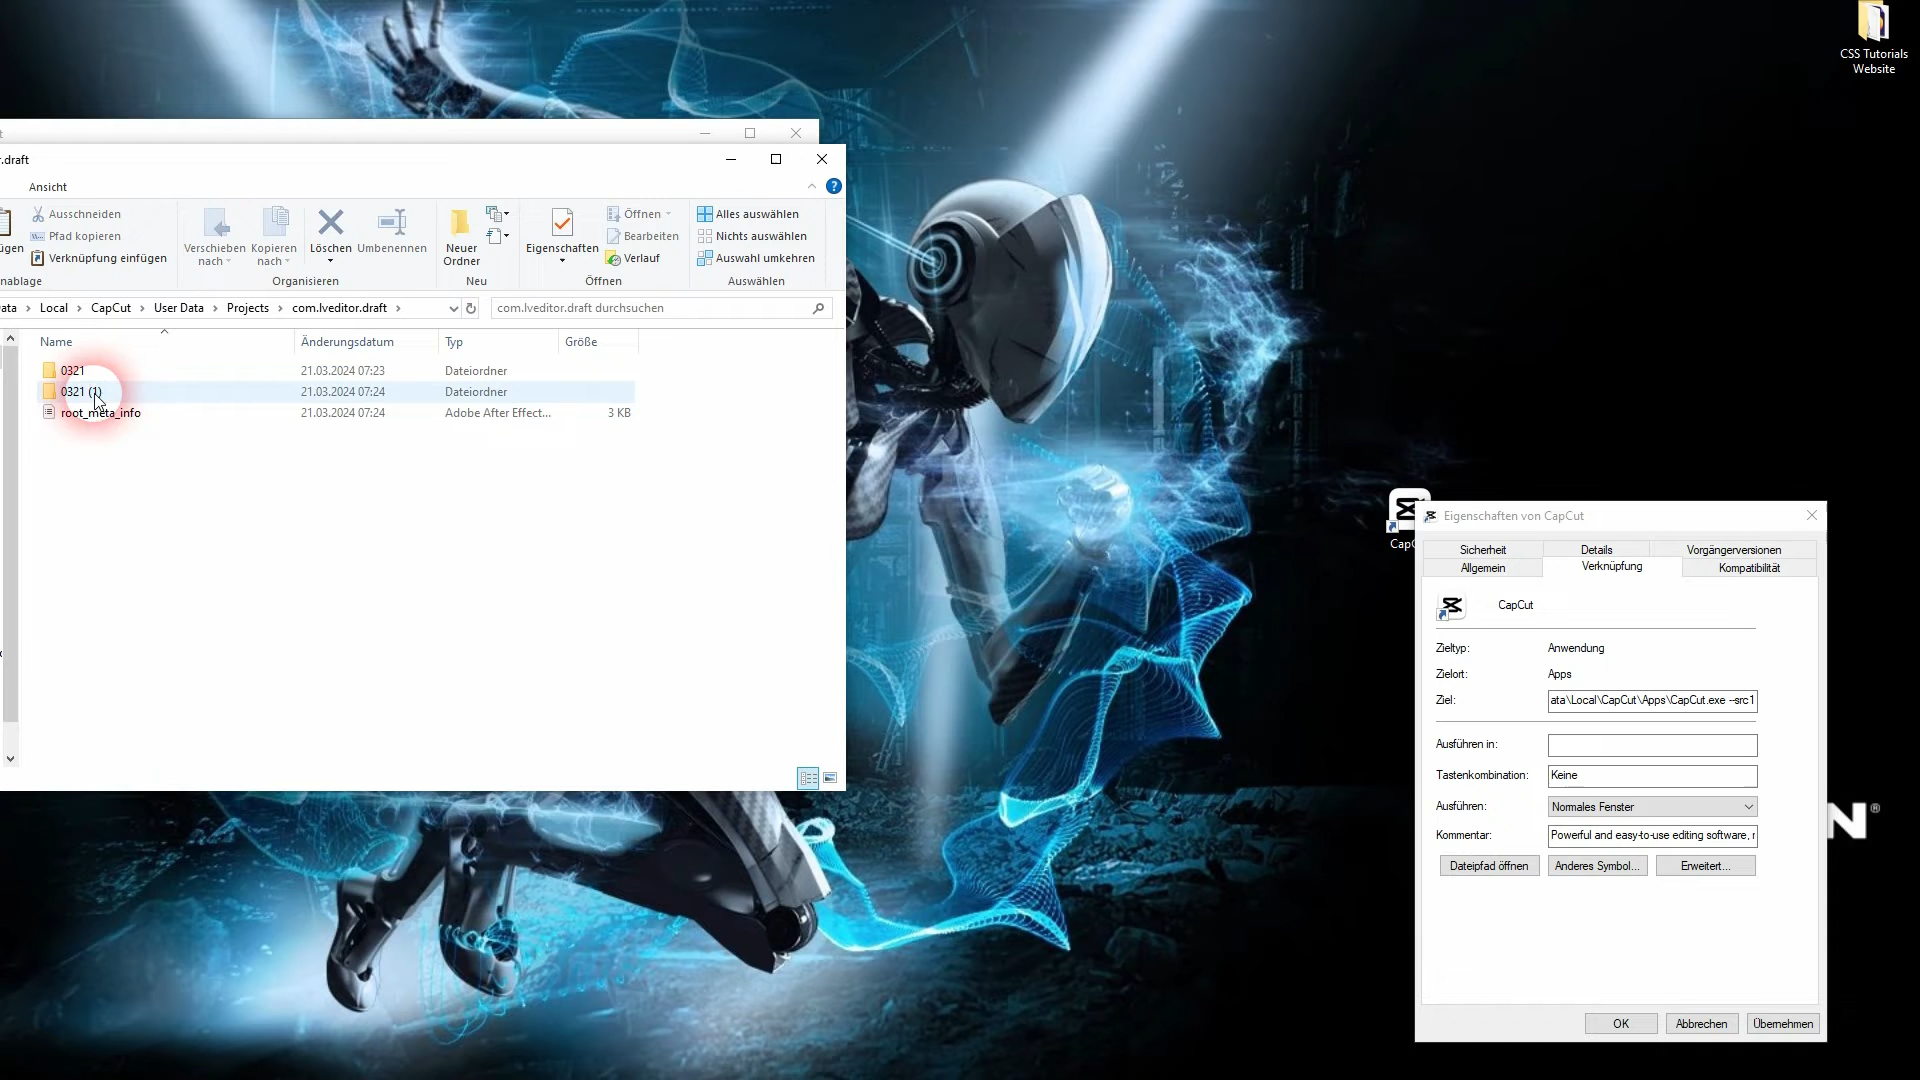 CSS Tutorials
Website
t
r.draft
Ansicht
Ausschneiden
Pfad kopieren
ügen
Verknüpfung einfügen
nablage
Verschieben
nach
Kopieren
nach
Löschen
Umbenennen
Organisieren
Neuer
Ordner
Neu
Eigenschaften
Öffnen
Bearbeiten
Verlauf
Öffnen
Alles auswählen
Nichts auswählen
Auswahl umkehren
Auswählen
ata > Local > CapCut > User Data > Projects > com.lveditor.draft >
com.lveditor.draft durchsuchen
Name Änderungsdatum Typ Größe
0321 21.03.2024 07:23 Dateiordner
0321 (1) 21.03.2024 07:24 Dateiordner
root_meta_info 21.03.2024 07:24 Adobe After Effect... 3 KB
CapC
Eigenschaften von CapCut
Sicherheit Details Vorgängerversionen
Allgemein Verknüpfung Kompatibilität
CapCut
Zieltyp: Anwendung
Zielort: Apps
Ziel: ata\Local\CapCut\Apps\CapCut.exe --src1
Ausführen in:
Tastenkombination: Keine
Ausführen: Normales Fenster
Kommentar: Powerful and easy-to-use editing software, r
Dateipfad öffnen Anderes Symbol... Erweitert...
OK Abbrechen Übernehmen
N®